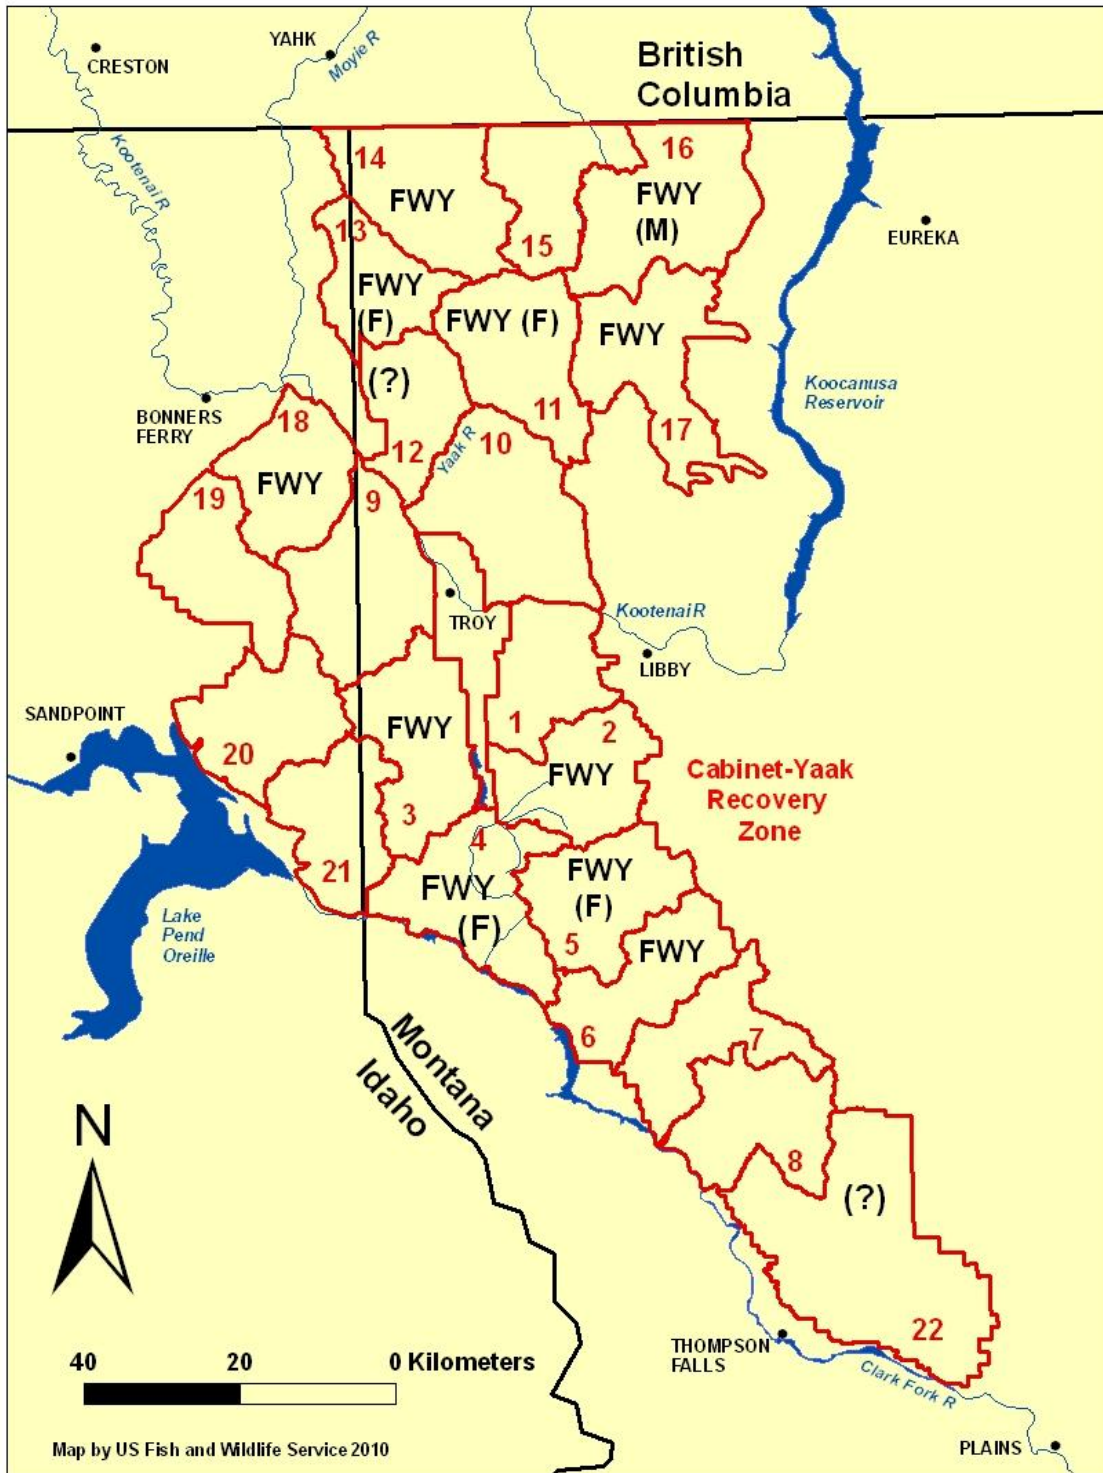 YAHK
CRESTON
Moyie R
British
Columbia
Kootenai R
14
FWY
16
FWY
(M)
15
EUREKA
13
FWY
(F)
FWY (F)
FWY
(?)
Koocanusa
Reservoir
BONNERS
FERRY
18
12
Yaak R
10
11
17
FWY
19
9
TROY
Kootenai R
LIBBY
SANDPOINT
20
FWY
1
2
FWY
Cabinet-Yaak
Recovery
Zone
3
4
21
FWY
(F)
FWY
(F)
5
FWY
Lake
Pend
Oreille
6
7
Montana
Idaho
N
8
(?)
22
THOMPSON
FALLS
Clark Fork R
PLAINS
40 20 0 Kilometers
Map by US Fish and Wildlife Service 2010